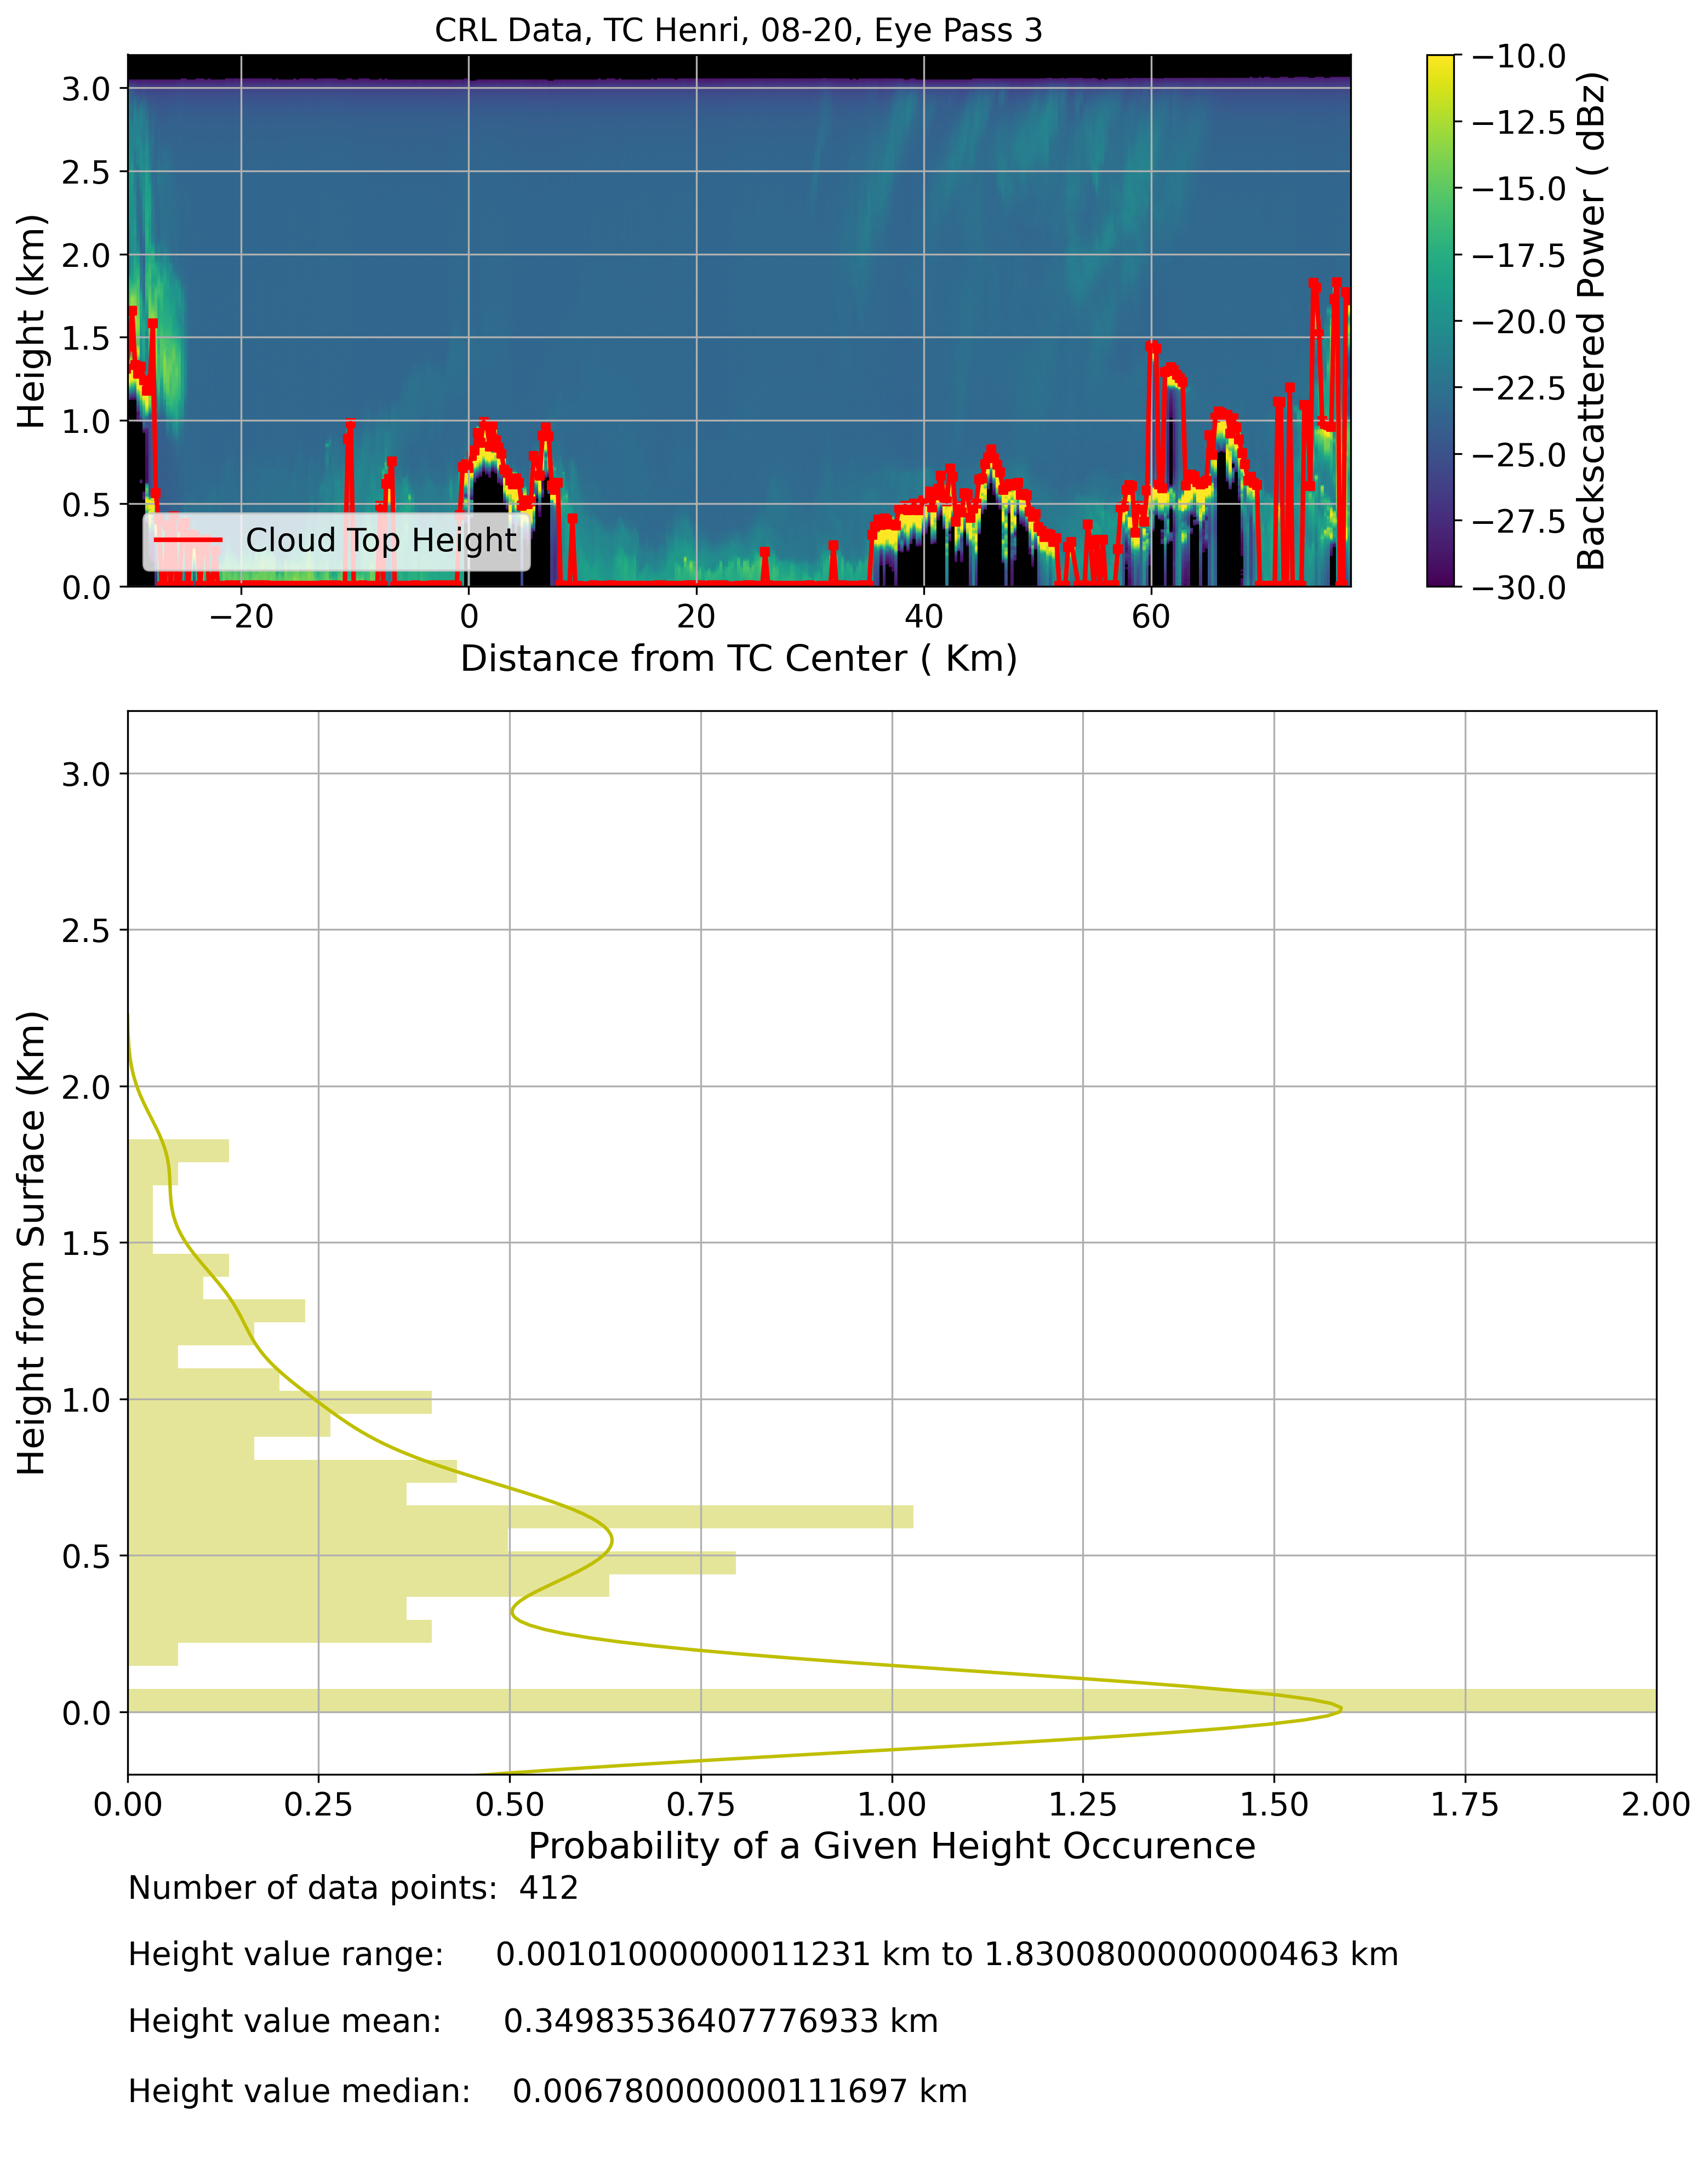 CRL Data, TC Henri, 08-20, Eye Pass 3
Height (km)
3.0
2.5
2.0
1.5
1.0
0.5
0.0
Cloud Top Height
−20 0 20 40 60
Distance from TC Center ( Km)
−10.0
−12.5
−15.0
−17.5
−20.0
−22.5
−25.0
−27.5
−30.0
Backscattered Power ( dBz)
Height from Surface (Km)
3.0
2.5
2.0
1.5
1.0
0.5
0.0
0.00 0.25 0.50 0.75 1.00 1.25 1.50 1.75 2.00
Probability of a Given Height Occurence
Number of data points: 412
Height value range: 0.00101000000011231 km to 1.8300800000000463 km
Height value mean: 0.34983536407776933 km
Height value median: 0.0067800000000111697 km